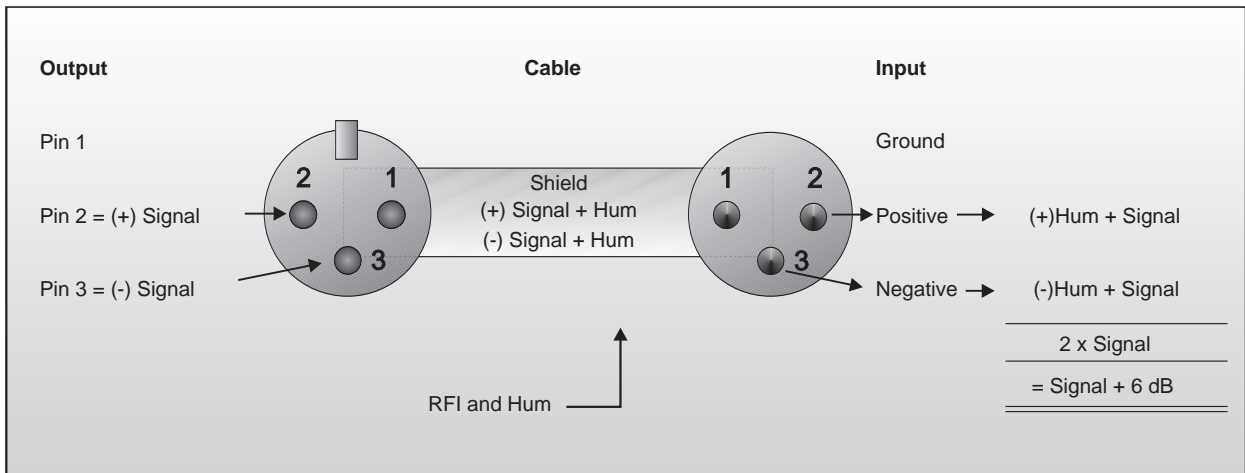 Output
Cable
Input
Pin 1
Ground
2 1
1 2
Shield
Pin 2 = (+) Signal
(+) Signal + Hum
Positive
(+)Hum + Signal
(-) Signal + Hum
3
3
Pin 3 = (-) Signal
Negative
(-)Hum + Signal
2 x Signal
= Signal + 6 dB
RFI and Hum